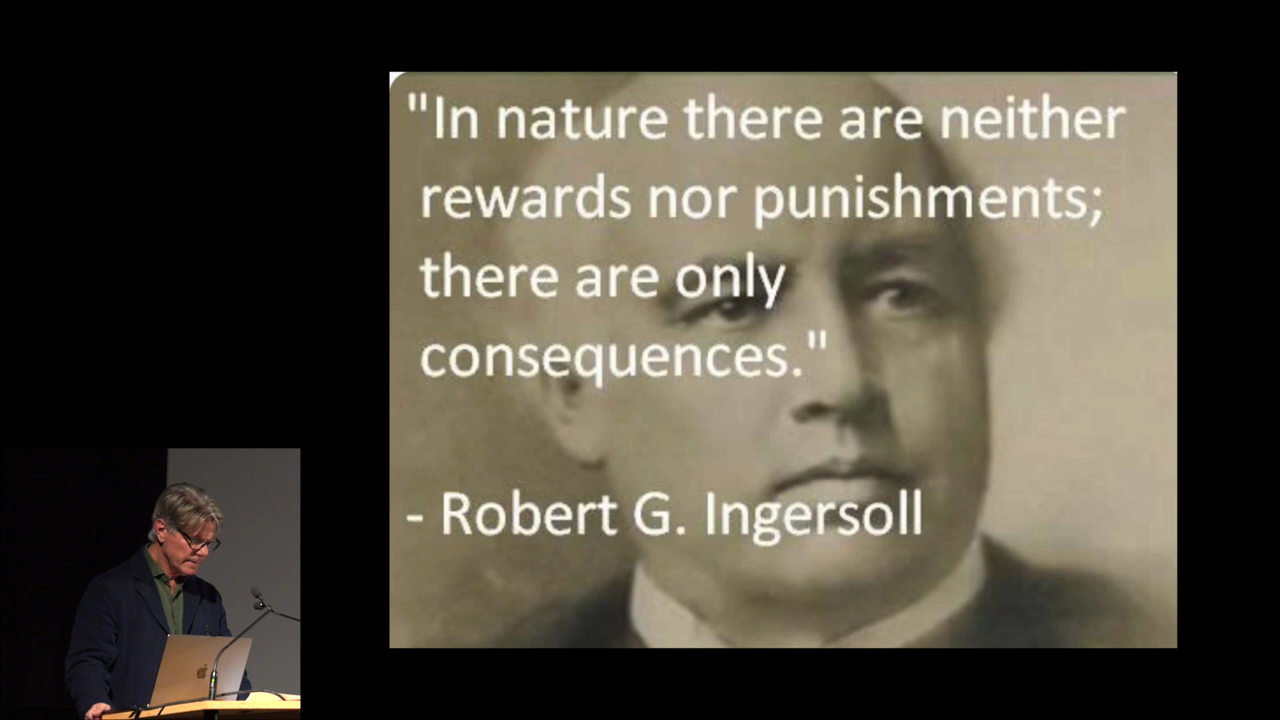 "In nature there are neither
rewards nor punishments;
there are only
consequences."
- Robert G. Ingersoll